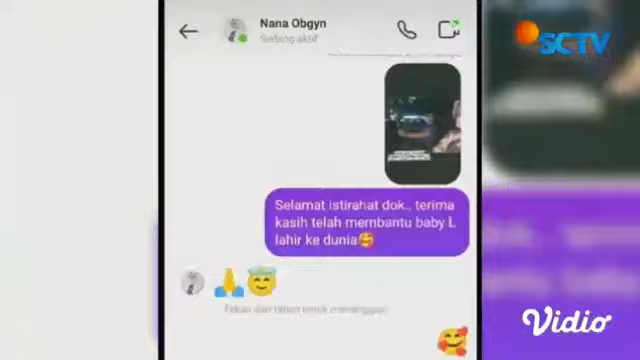 Nana Obgyn
Sedang aktif
SCTV
Selamat istirahat dok.. terima
kasih telah membantu baby L
lahir ke dunia🥰
🙏😇
Tekan dan tahan untuk menanggapi
🥰
Vidio